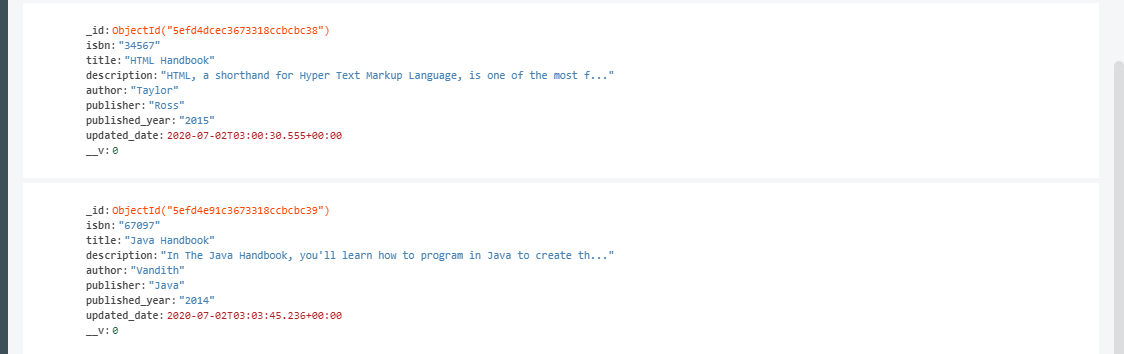 _id: ObjectId("5efd4dcec3673318ccbcbc38")
isbn: "34567"
title: "HTML Handbook"
description: "HTML, a shorthand for Hyper Text Markup Language, is one of the most f..."
author: "Taylor"
publisher: "Ross"
published_year: "2015"
updated_date: 2020-07-02T03:00:30.555+00:00
__v: 0
_id: ObjectId("5efd4e91c3673318ccbcbc39")
isbn: "67097"
title: "Java Handbook"
description: "In The Java Handbook, you'll learn how to program in Java to create th..."
author: "Vandith"
publisher: "Java"
published_year: "2014"
updated_date: 2020-07-02T03:03:45.236+00:00
__v: 0